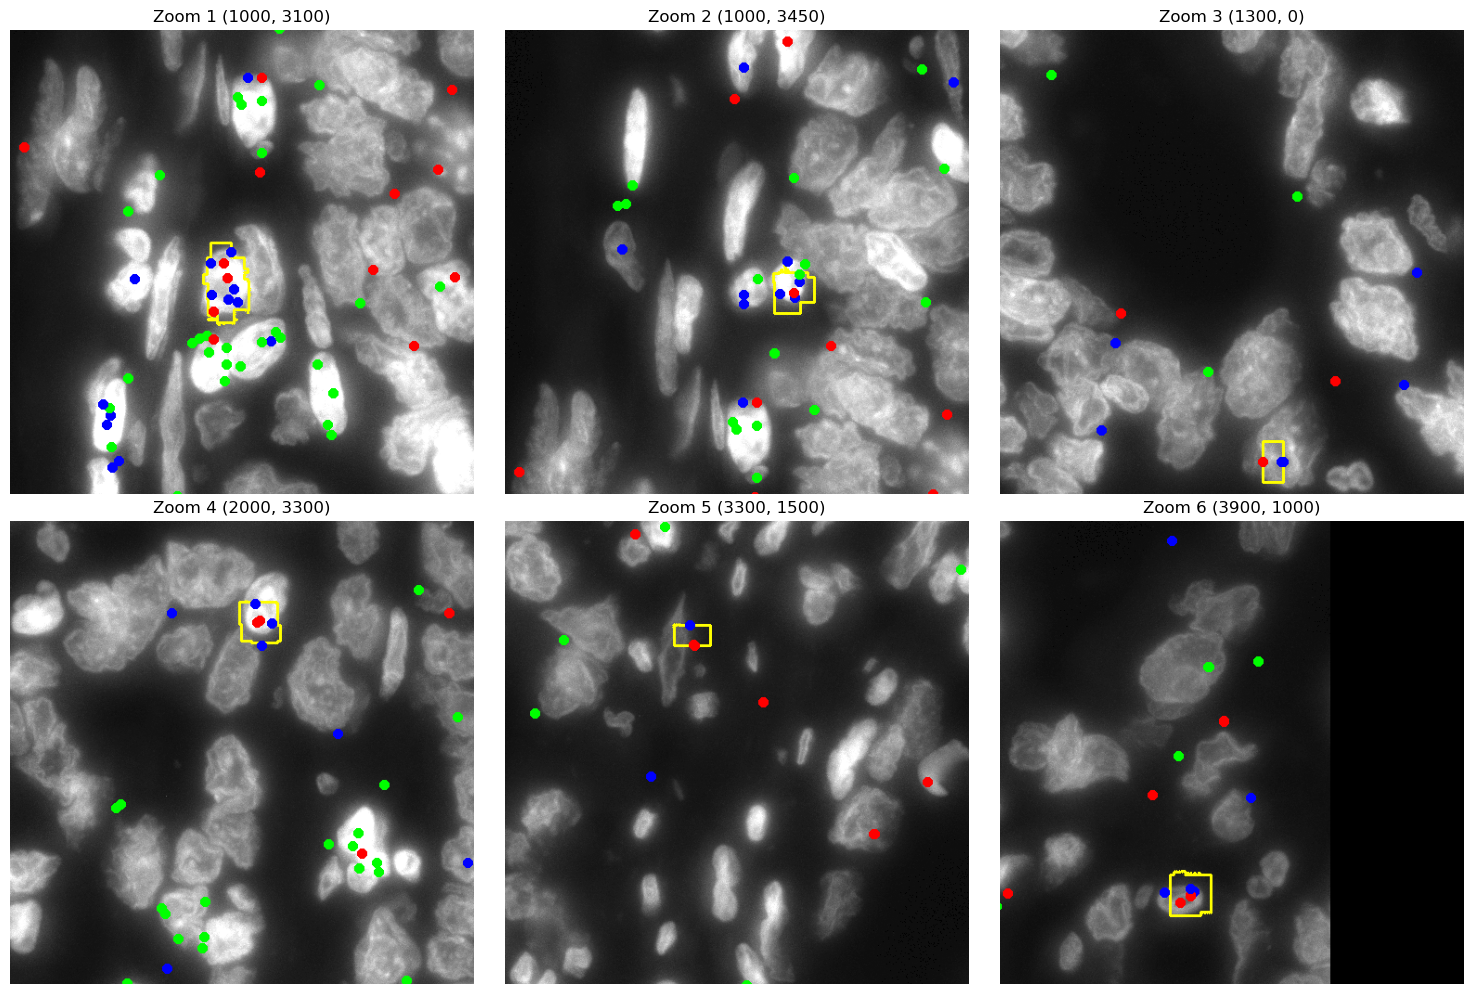 Zoom 1 (1000, 3100)
Zoom 2 (1000, 3450)
Zoom 3 (1300, 0)
Zoom 4 (2000, 3300)
Zoom 5 (3300, 1500)
Zoom 6 (3900, 1000)